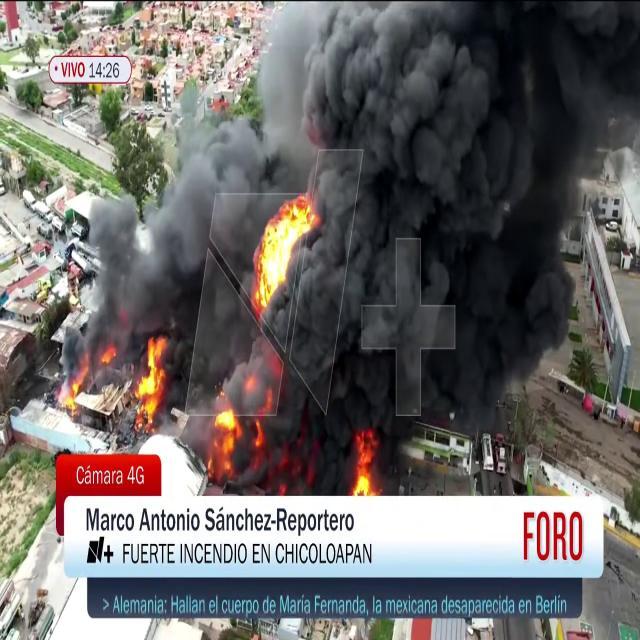 • VIVO 14:26
N+
Cámara 4G
Marco Antonio Sánchez-Reportero
N+ FUERTE INCENDIO EN CHICOLOAPAN
FORO
> Alemania: Hallan el cuerpo de María Fernanda, la mexicana desaparecida en Berlín